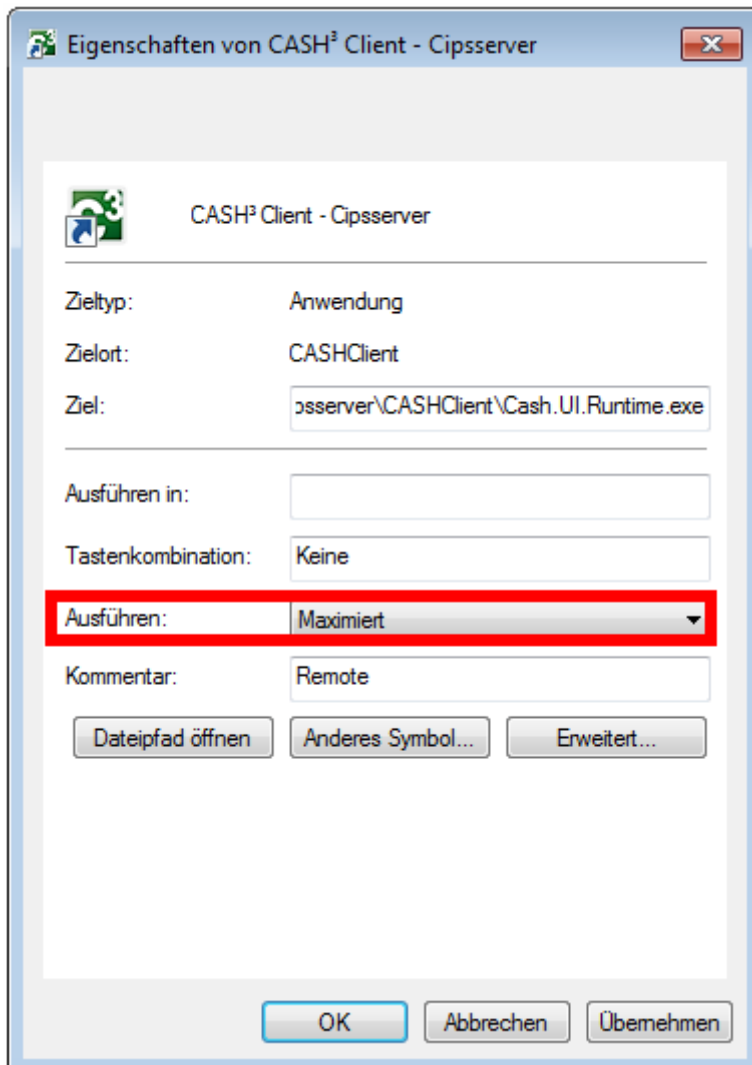 Eigenschaften von CASH³ Client - Cipsserver
CASH³ Client - Cipsserver
Zieltyp: Anwendung
Zielort: CASHClient
Ziel: osserver\CASHClient\Cash.UI.Runtime.exe
Ausführen in:
Tastenkombination: Keine
Ausführen: Maximiert
Kommentar: Remote
Dateipfad öffnen Anderes Symbol... Erweitert...
OK Abbrechen Übernehmen